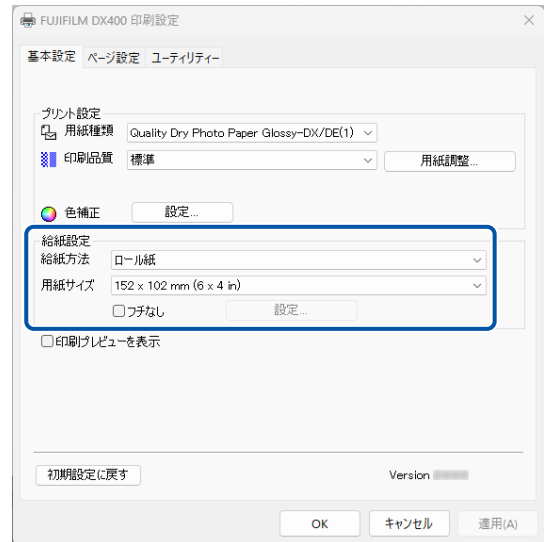 FUJIFILM DX400 印刷設定
基本設定 ページ設定 ユーティリティー
プリント設定
用紙種類 Quality Dry Photo Paper Glossy-DX/DE(1)
印刷品質 標準 用紙調整...
色補正 設定...
給紙設定
給紙方法 ロール紙
用紙サイズ 152 x 102 mm (6 x 4 in)
フチなし 設定...
印刷プレビューを表示
初期設定に戻す Version
OK キャンセル 適用(A)